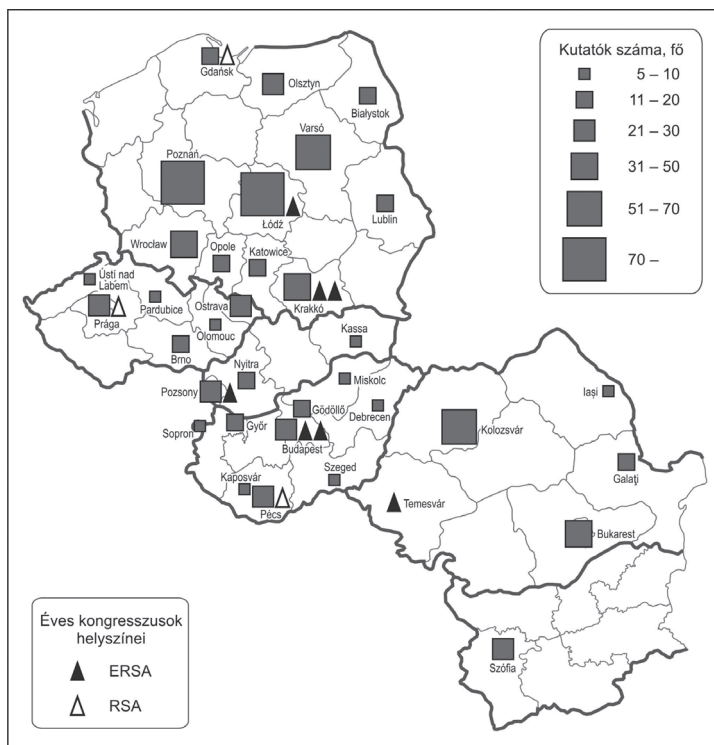 Kutatók száma, fő
5 – 10
11 – 20
21 – 30
31 – 50
51 – 70
70 –
Gdańsk
Olsztyn
Białystok
Varsó
Poznań
Łódź
Lublin
Wrocław
Opole
Katowice
Krakkó
Ústí nad
Labem
Prága
Pardubice
Ostrava
Olomouc
Brno
Kassa
Nyitra
Pozsony
Miskolc
Gödöllő
Debrecen
Sopron
Győr
Budapest
Kaposvár
Szeged
Pécs
Kolozsvár
Iași
Galați
Temesvár
Bukarest
Szófia
Éves kongresszusok
helyszínei
ERSA
RSA